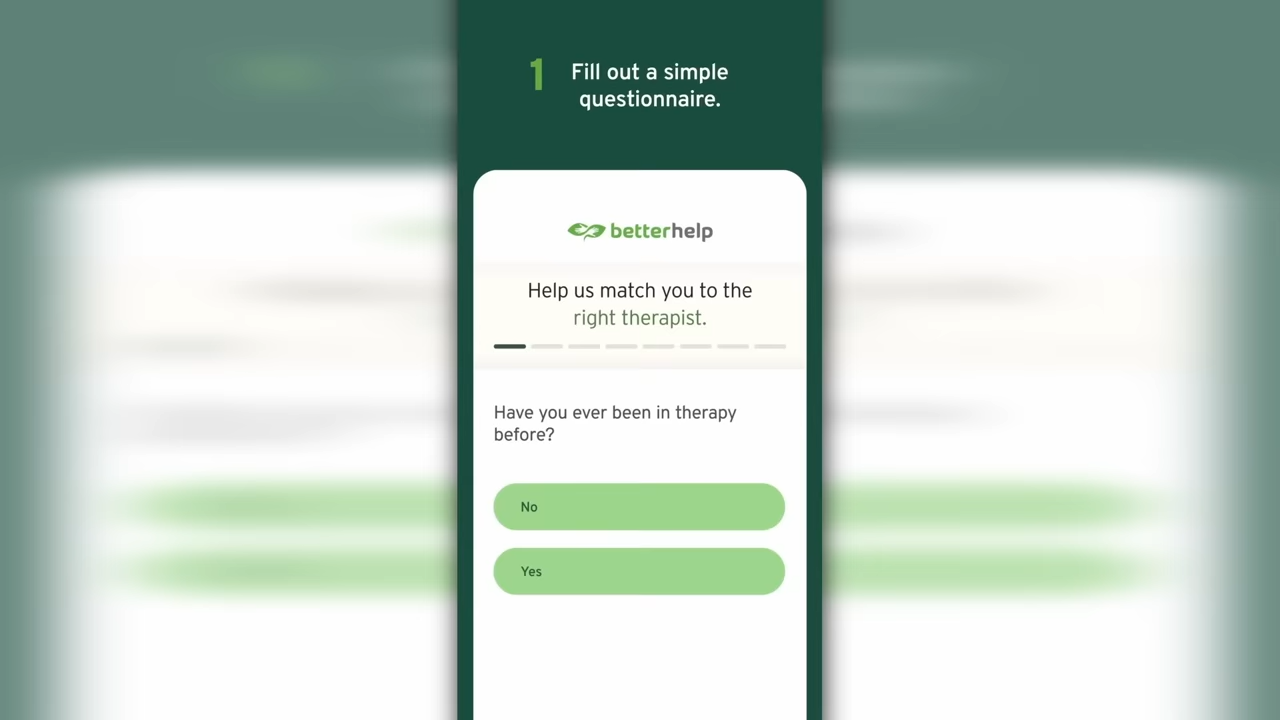 1
Fill out a simple
questionnaire.
betterhelp
Help us match you to the
right therapist.
Have you ever been in therapy
before?
No
Yes